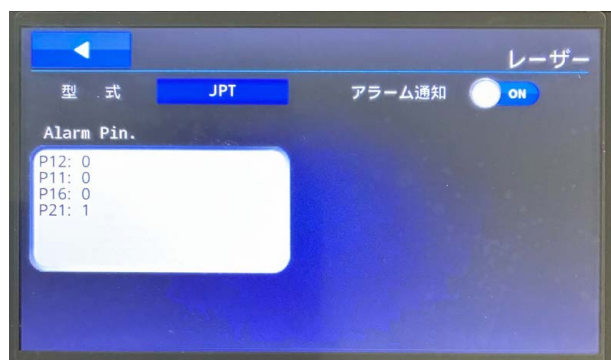 レーザー
型 式 JPT アラーム通知 ON
Alarm Pin.
P12: 0
P11: 0
P16: 0
P21: 1